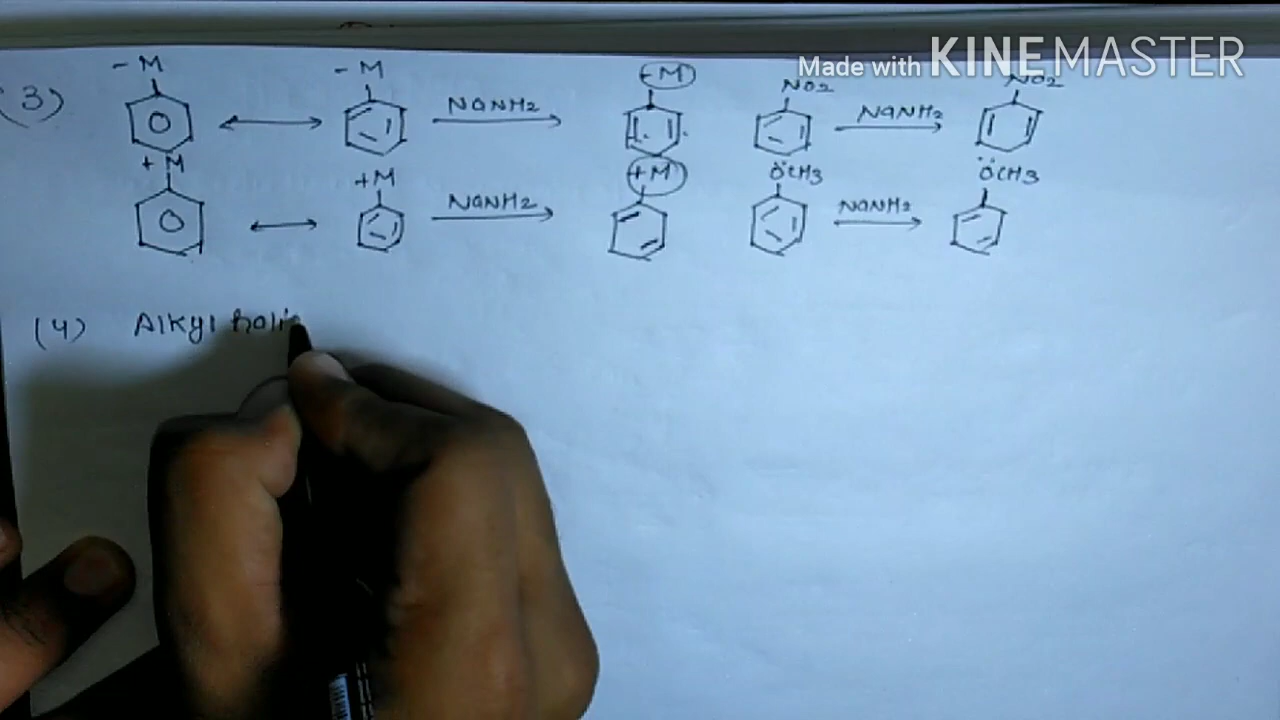 Made with KINEMASTER
(3) -M -M NaNH2 -M NO2 NaNH2 NO2
+M +M NaNH2 +M ÖCH3 NaNH2 ÖCH3
(4) Alkyl hali